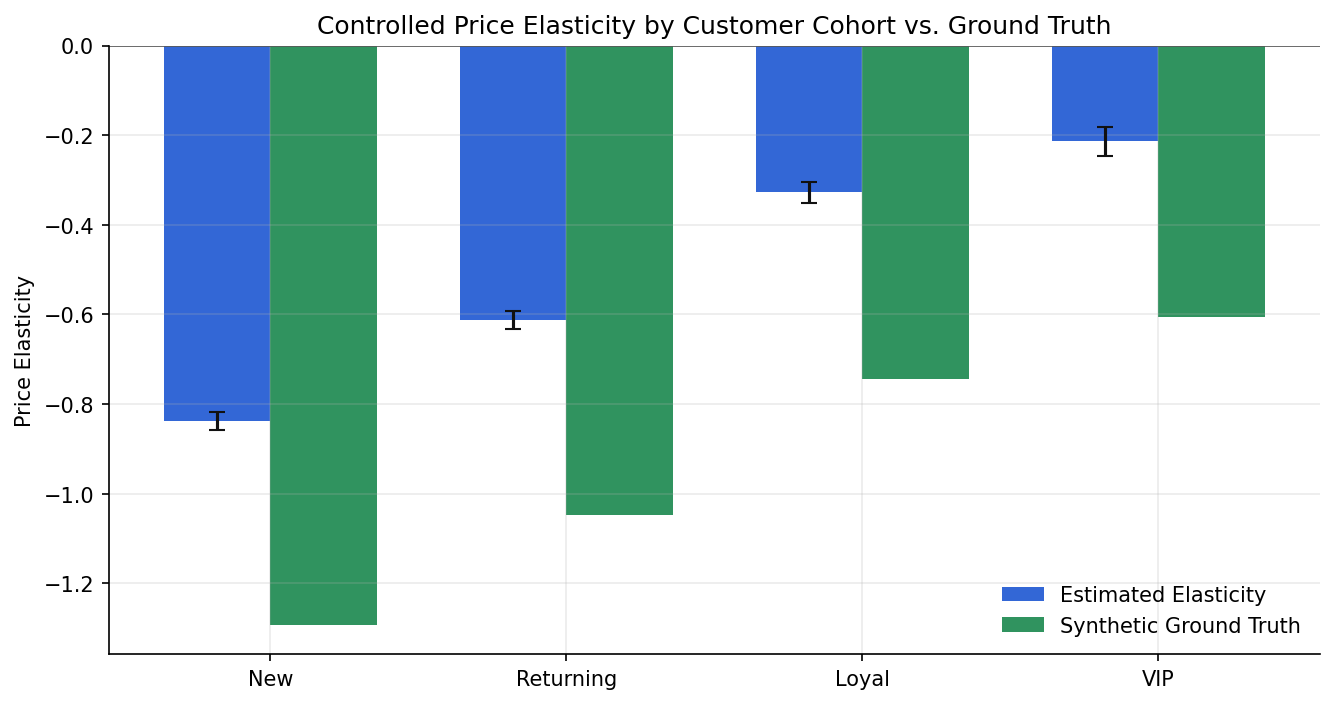 Controlled Price Elasticity by Customer Cohort vs. Ground Truth
Price Elasticity
0.0
−0.2
−0.4
−0.6
−0.8
−1.0
−1.2
New
Returning
Loyal
VIP
Estimated Elasticity
Synthetic Ground Truth